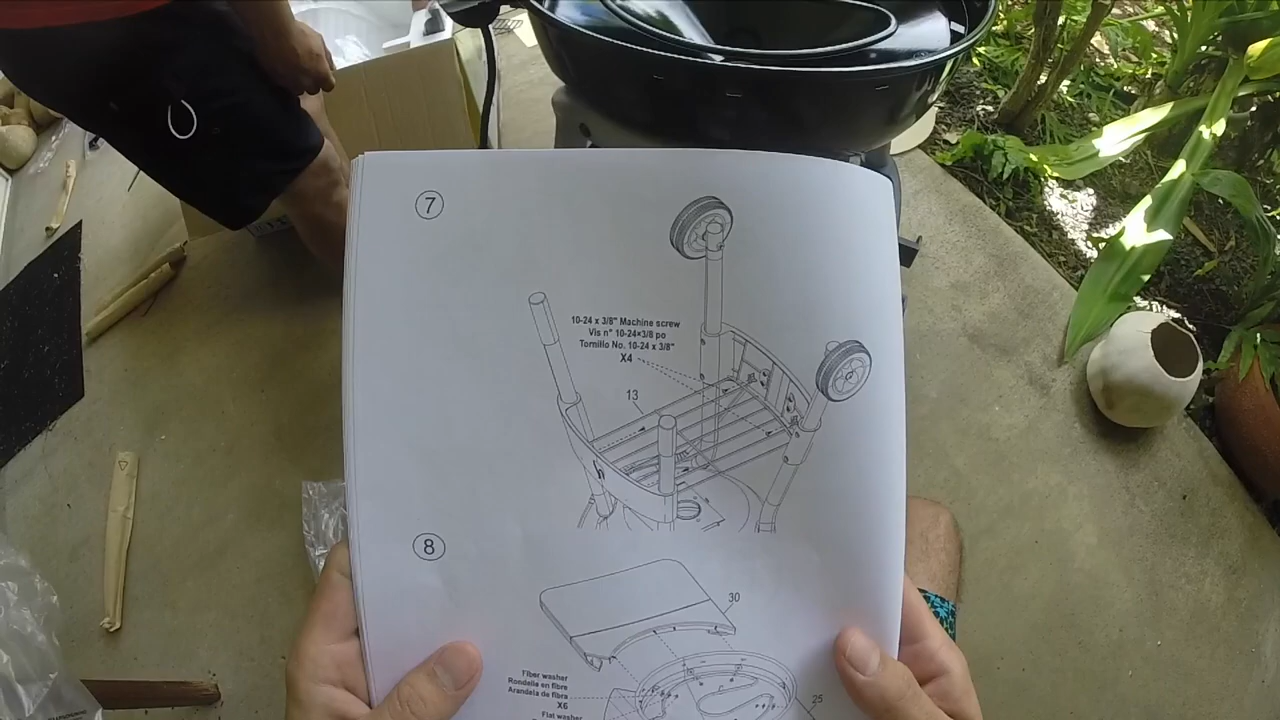 7
10-24 x 3/8" Machine screw
Vis n° 10-24×3/8 po
Tornillo No. 10-24 x 3/8"
X4
13
8
30
Fiber washer
Rondelle en fibre
Arandela de fibra
X6
25
Flat washer